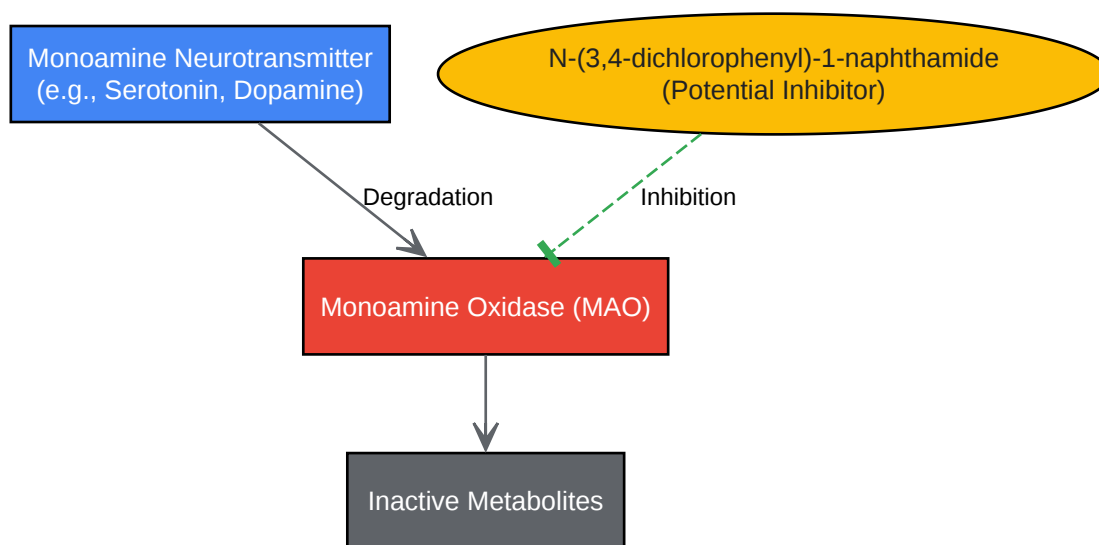 Monoamine Neurotransmitter
(e.g., Serotonin, Dopamine)
N-(3,4-dichlorophenyl)-1-naphthamide
(Potential Inhibitor)
Degradation
Inhibition
Monoamine Oxidase (MAO)
Inactive Metabolites